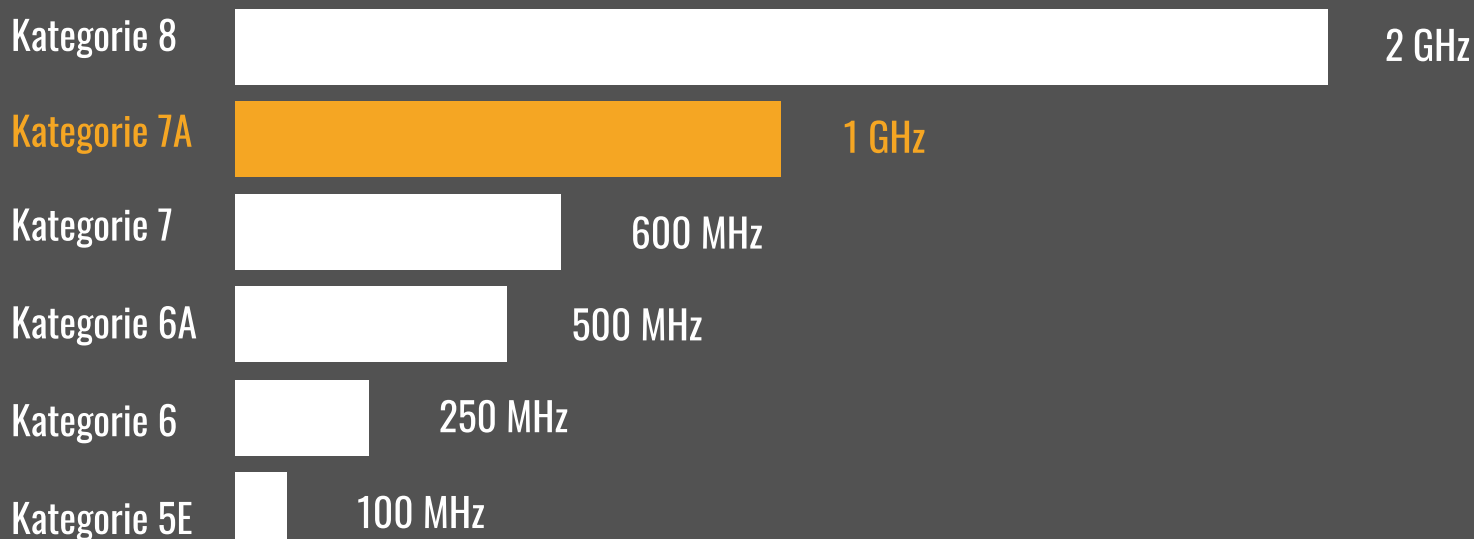 Kategorie 8 2 GHz
Kategorie 7A 1 GHz
Kategorie 7 600 MHz
Kategorie 6A 500 MHz
Kategorie 6 250 MHz
Kategorie 5E 100 MHz